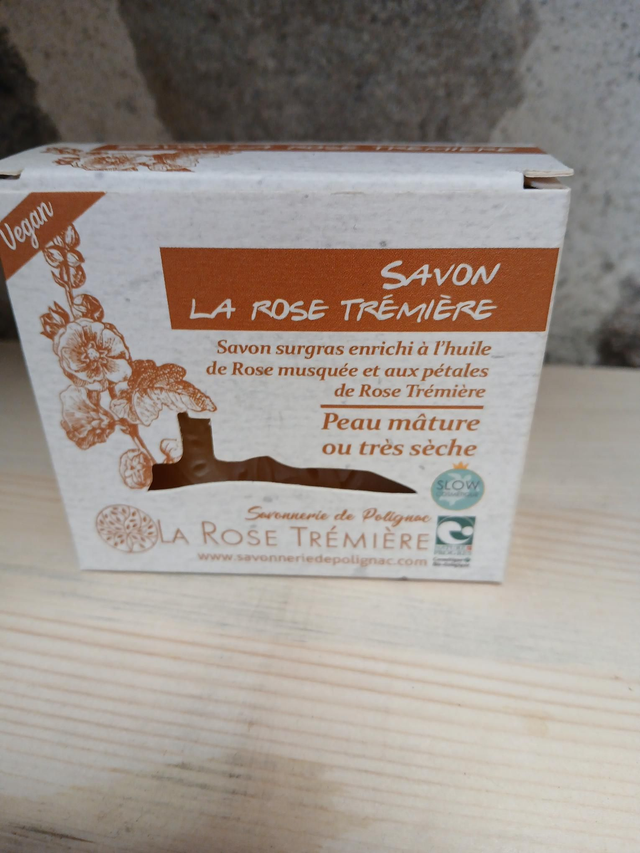 Vegan
SAVON
LA ROSE TRÉMIÈRE
Savon surgras enrichi à l'huile
de Rose musquée et aux pétales
de Rose Trémière
Peau mâture
ou très sèche
SLOW
Savonnerie de Polignac
LA ROSE TRÉMIÈRE
www.savonneriedepolignac.com